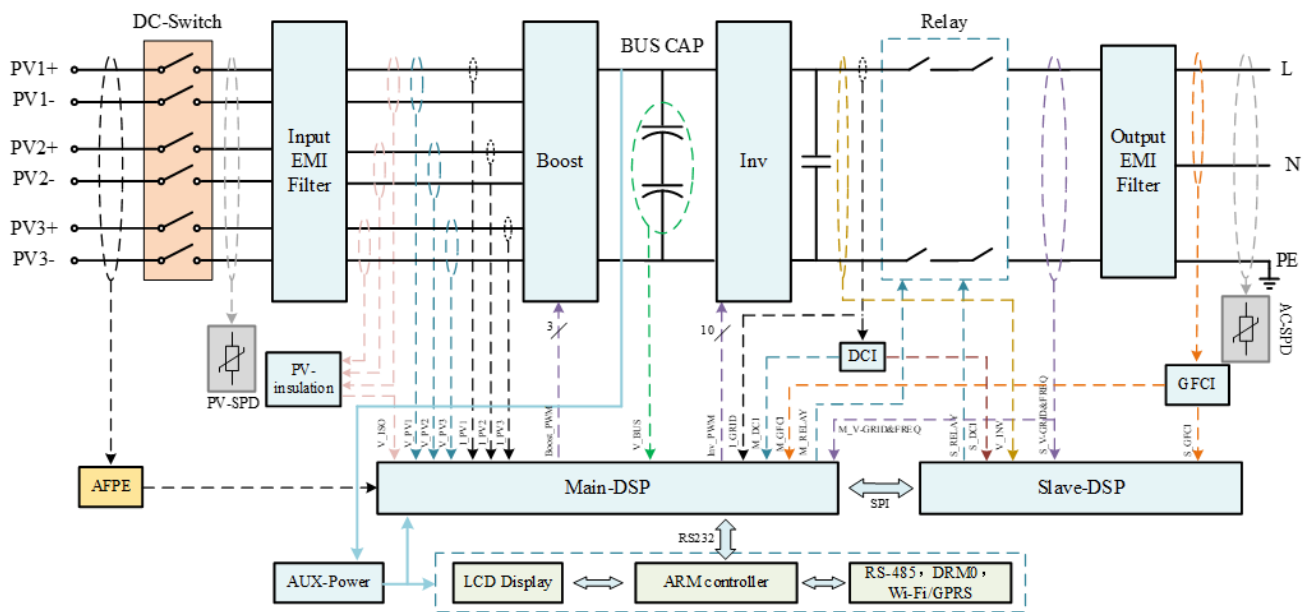 DC-Switch
Relay
BUS CAP
PV1+
PV1-
PV2+
PV2-
PV3+
PV3-
Input
EMI
Filter
Boost
Inv
Output
EMI
Filter
L
N
PE
3
10
PV-SPD
PV-
insulation
DCI
GFCI
AC-SPD
V_ISO
V_PV1
V_PV2
V_PV3
I_PV1
I_PV2
I_PV3
Boost_PWM
V_BUS
Inv_PWM
I_GRID
M_DCI
M_GFCI
M_RELAY
M_V-GRID&FREQ
S_RELAY
S_DCI
V_INV
S_V-GRID&FREQ
S_GFCI
AFPE
Main-DSP
SPI
Slave-DSP
RS232
AUX-Power
LCD Display
ARM controller
RS-485，DRM0，
Wi-Fi/GPRS